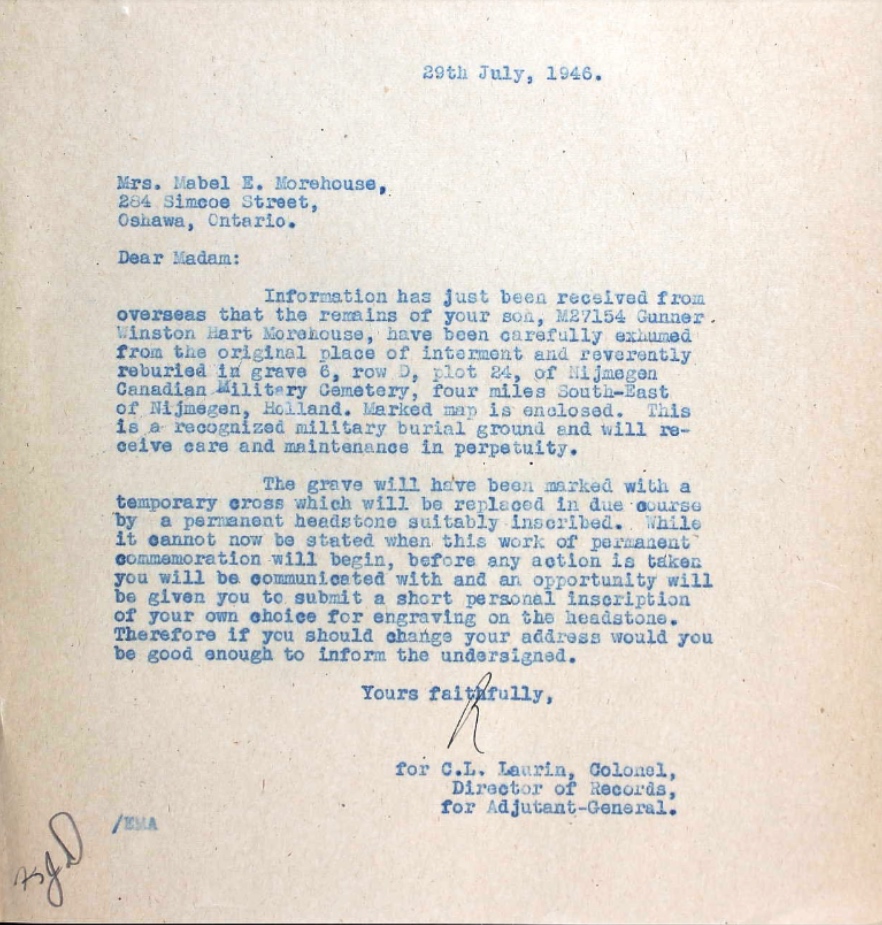 29th July, 1946.
Mrs. Mabel E. Morehouse,
284 Simcoe Street,
Oshawa, Ontario.
Dear Madam:
Information has just been received from
overseas that the remains of your son, M27154 Gunner
Winston Hart Morehouse, have been carefully exhumed
from the original place of interment and reverently
reburied in grave 6, row D, plot 24, of Nijmegen
Canadian Military Cemetery, four miles South-East
of Nijmegen, Holland. Marked map is enclosed. This
is a recognized military burial ground and will re-
ceive care and maintenance in perpetuity.
The grave will have been marked with a
temporary cross which will be replaced in due course
by a permanent headstone suitably inscribed. While
it cannot now be stated when this work of permanent
commemoration will begin, before any action is taken
you will be communicated with and an opportunity will
be given you to submit a short personal inscription
of your own choice for engraving on the headstone.
Therefore if you should change your address would you
be good enough to inform the undersigned.
Yours faithfully,
for C.L. Laurin, Colonel,
Director of Records,
for Adjutant-General.
/EMA